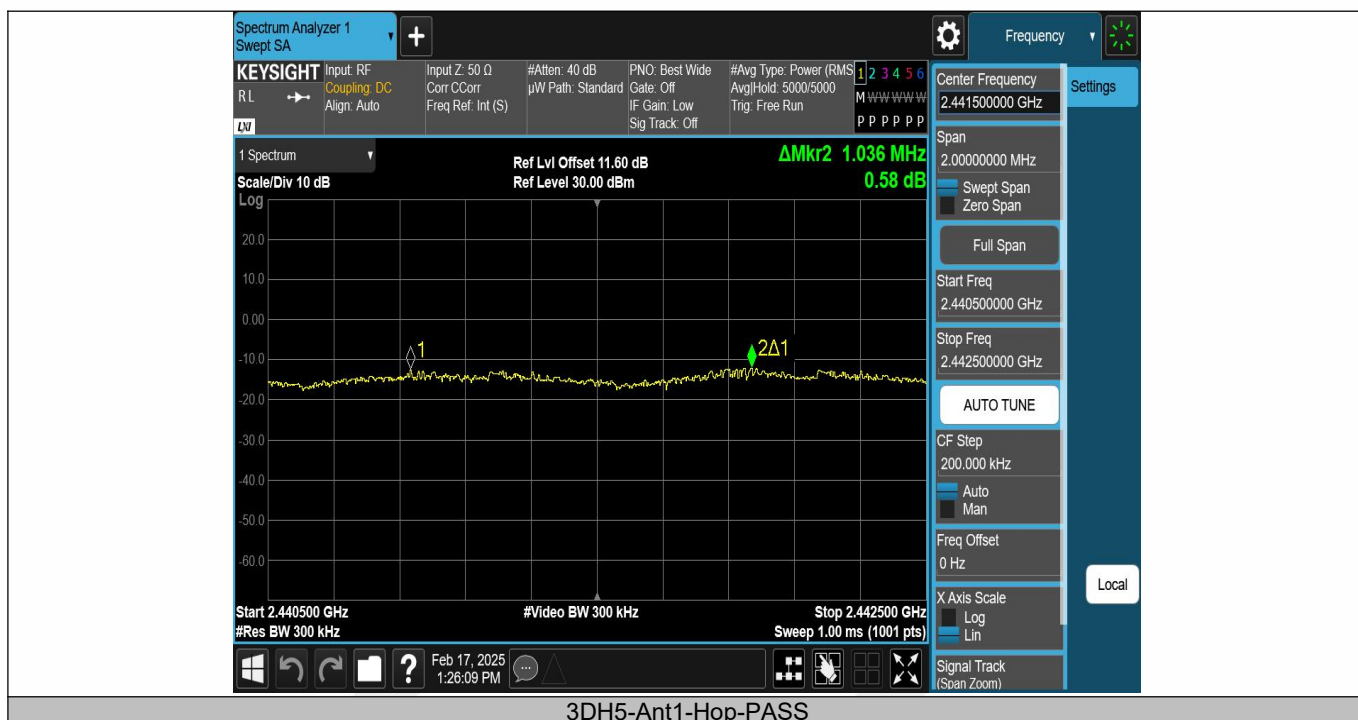 Spectrum Analyzer 1
Swept SA
+
Frequency
KEYSIGHT
RL
LXI
Input: RF
Coupling: DC
Align: Auto
Input Z: 50 Ω
Corr CCorr
Freq Ref: Int (S)
#Atten: 40 dB
µW Path: Standard
PNO: Best Wide
Gate: Off
IF Gain: Low
Sig Track: Off
#Avg Type: Power (RMS
Avg|Hold: 5000/5000
Trig: Free Run
1 2 3 4 5 6
M W W W W W
P P P P P P
1 Spectrum
Scale/Div 10 dB
Log
Ref Lvl Offset 11.60 dB
Ref Level 30.00 dBm
ΔMkr2 1.036 MHz
0.58 dB
20.0
10.0
0.00
-10.0
-20.0
-30.0
-40.0
-50.0
-60.0
1
2Δ1
Start 2.440500 GHz
#Res BW 300 kHz
#Video BW 300 kHz
Stop 2.442500 GHz
Sweep 1.00 ms (1001 pts)
Center Frequency
2.441500000 GHz
Settings
Span
2.00000000 MHz
Swept Span
Zero Span
Full Span
Start Freq
2.440500000 GHz
Stop Freq
2.442500000 GHz
AUTO TUNE
CF Step
200.000 kHz
Auto
Man
Freq Offset
0 Hz
Local
X Axis Scale
Log
Lin
Signal Track
(Span Zoom)
?
Feb 17, 2025
1:26:09 PM
3DH5-Ant1-Hop-PASS